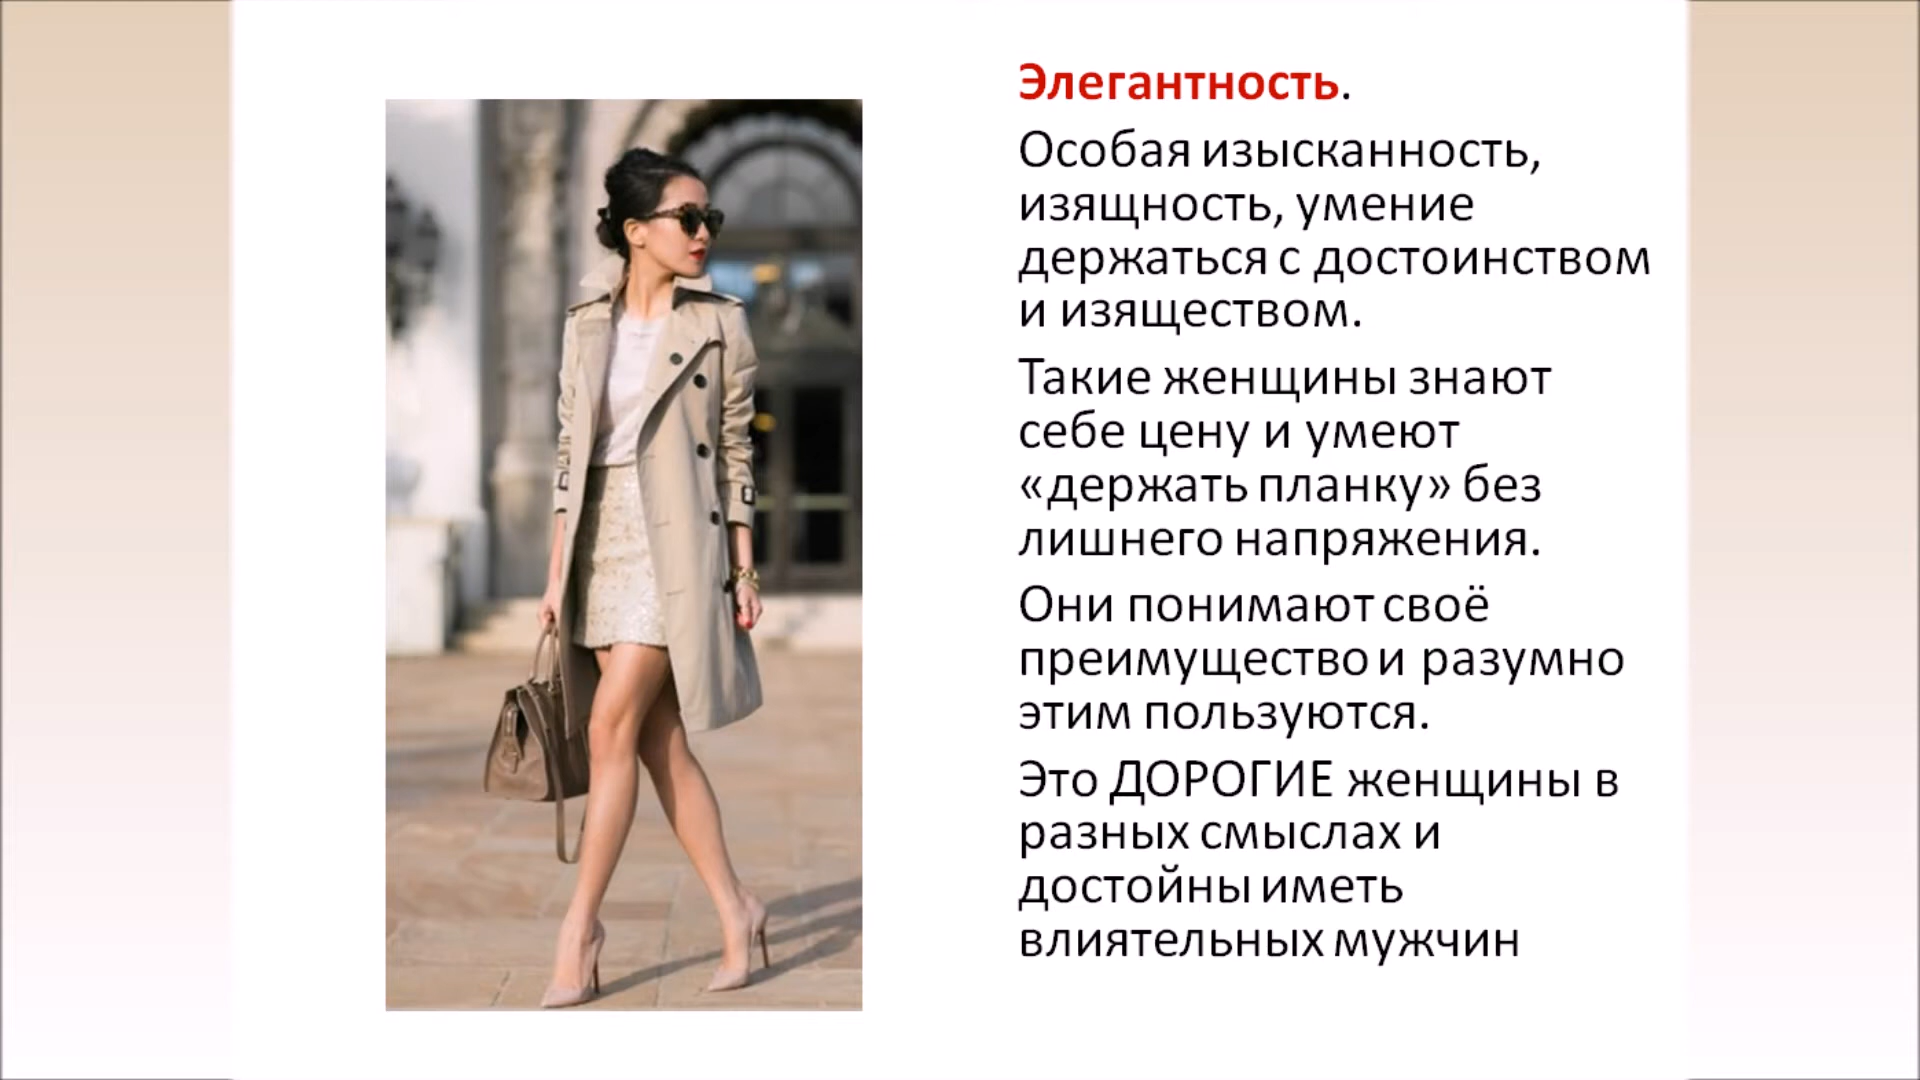 Элегантность.
Особая изысканность,
изящность, умение
держаться с достоинством
и изяществом.
Такие женщины знают
себе цену и умеют
«держать планку» без
лишнего напряжения.
Они понимают своё
преимущество и разумно
этим пользуются.
Это ДОРОГИЕ женщины в
разных смыслах и
достойны иметь
влиятельных мужчин